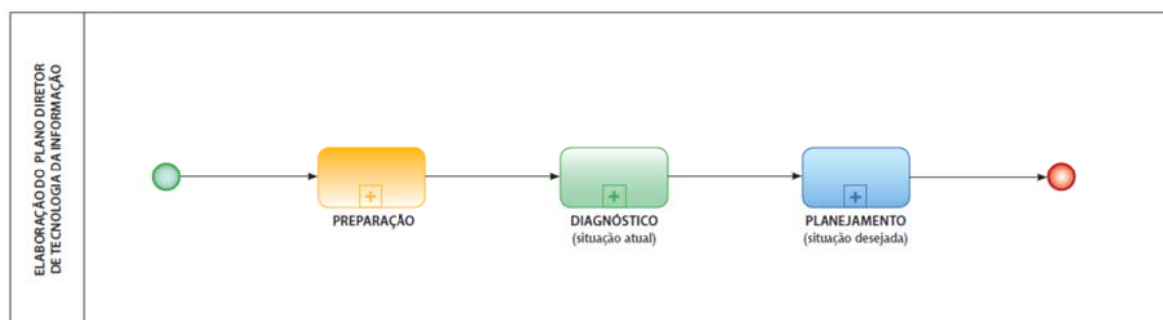 ELABORAÇÃO DO PLANO DIRETOR
DE TECNOLOGIA DA INFORMAÇÃO
PREPARAÇÃO
DIAGNÓSTICO
(situação atual)
PLANEJAMENTO
(situação desejada)